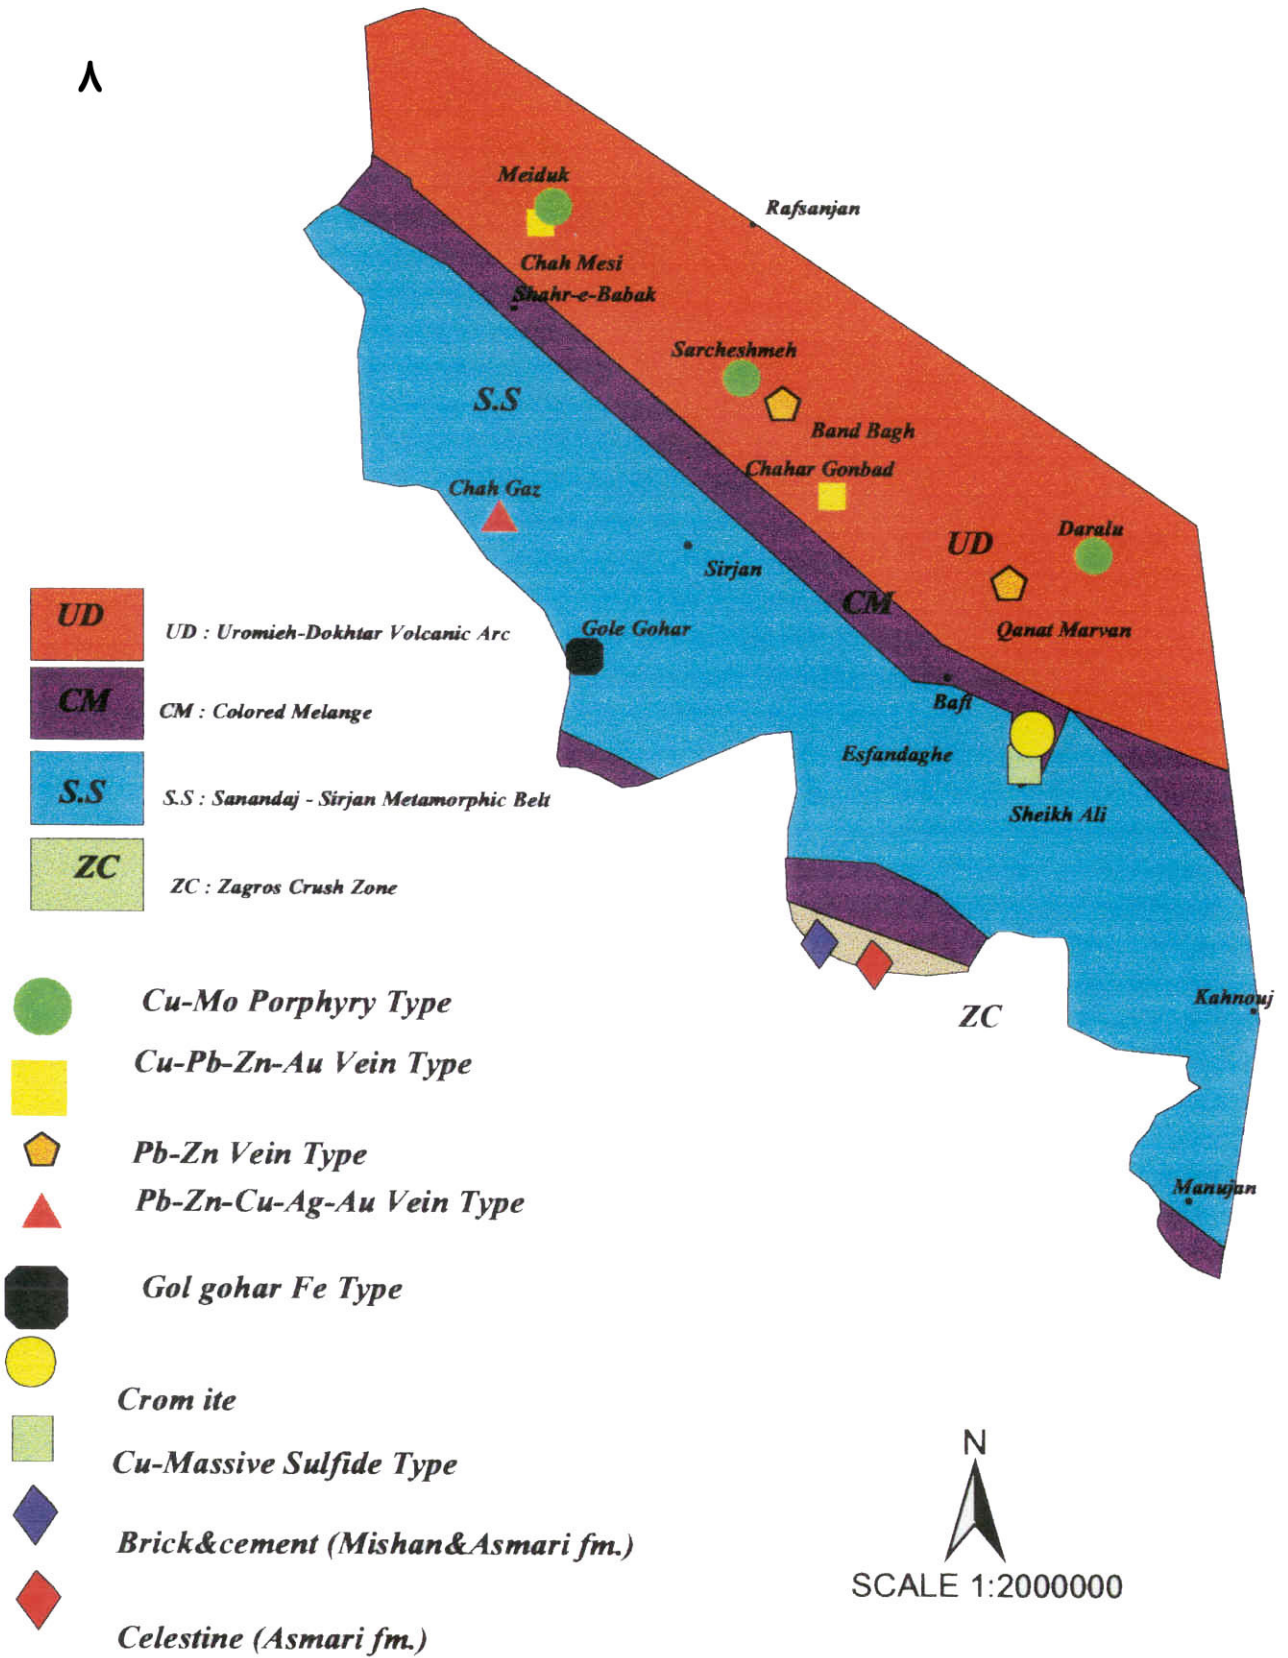 ۸
Meiduk
Rafsanjan
Chah Mesi
Shahr-e-Babak
Sarcheshmeh
S.S
Band Bagh
Chahar Gonbad
Chah Gaz
Daralu
UD
Sirjan
CM
Gole Gohar
Qanat Marvan
Baft
Esfandaghe
Sheikh Ali
ZC
Kahnouj
Manujan
UD
UD : Uromieh-Dokhtar Volcanic Arc
CM
CM : Colored Melange
S.S
S.S : Sanandaj - Sirjan Metamorphic Belt
ZC
ZC : Zagros Crush Zone
Cu-Mo Porphyry Type
Cu-Pb-Zn-Au Vein Type
Pb-Zn Vein Type
Pb-Zn-Cu-Ag-Au Vein Type
Gol gohar Fe Type
Crom ite
Cu-Massive Sulfide Type
Brick&cement (Mishan&Asmari fm.)
Celestine (Asmari fm.)
N
SCALE 1:2000000